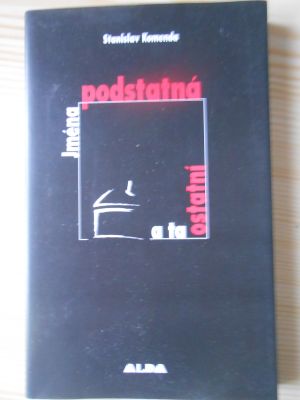 Stanislav Komenda
Jména
podstatná
a ta
ostatní
ALDA